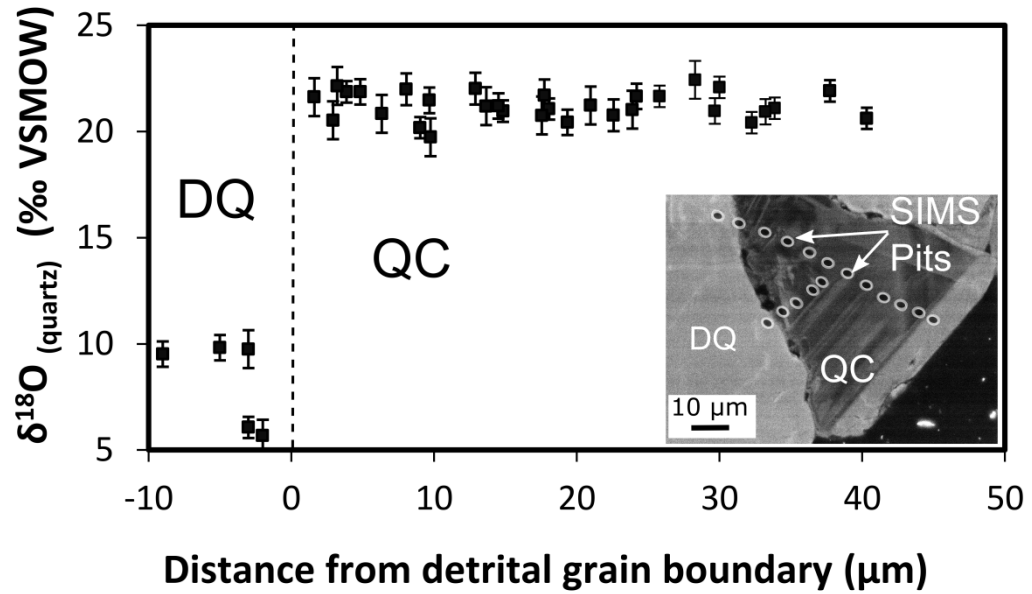 δ18O (quartz) (‰ VSMOW)
25
20
15
10
5
DQ
QC
SIMS
Pits
DQ
QC
10 μm
-10 0 10 20 30 40 50
Distance from detrital grain boundary (μm)